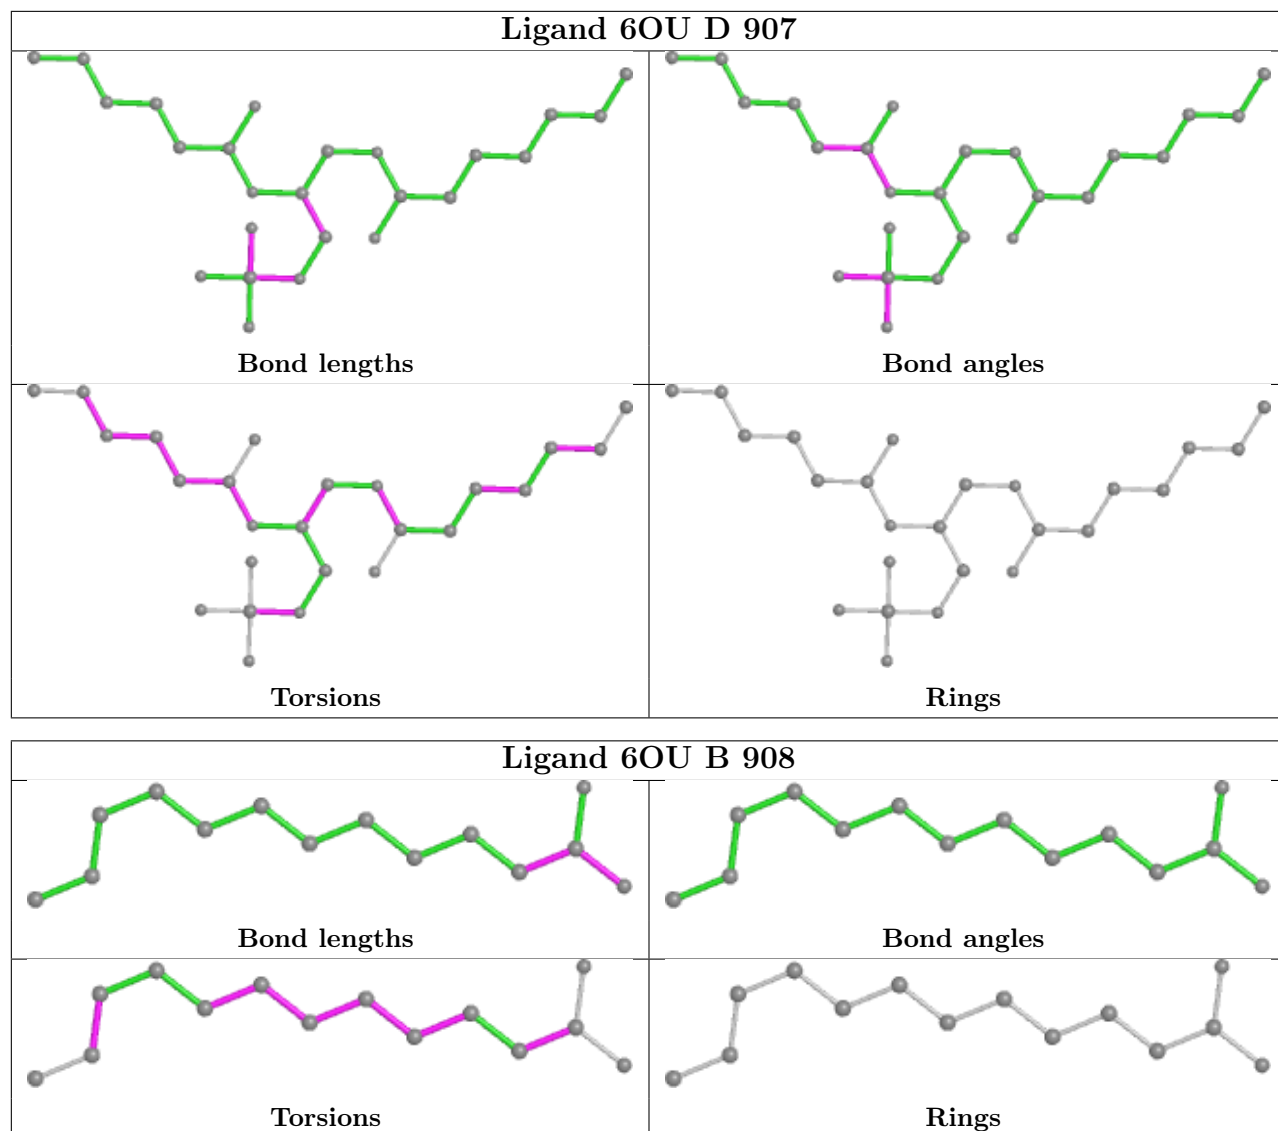 Ligand 6OU D 907
Bond lengths
Bond angles
Torsions
Rings
Ligand 6OU B 908
Bond lengths
Bond angles
Torsions
Rings